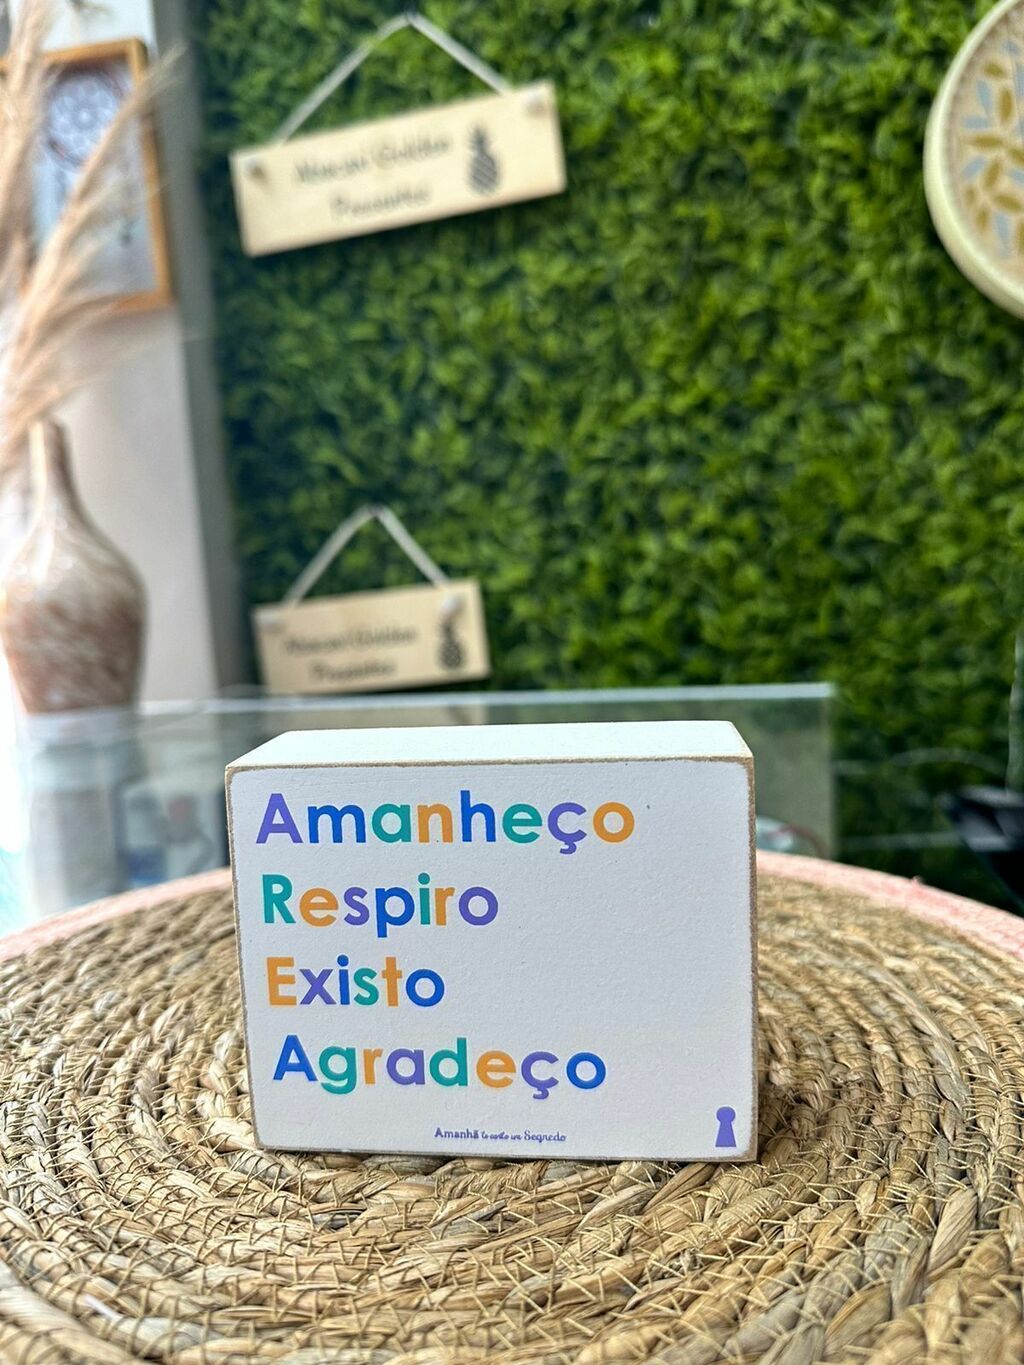 Amanheço
Respiro
Existo
Agradeço
Amanhã te conto um Segredo